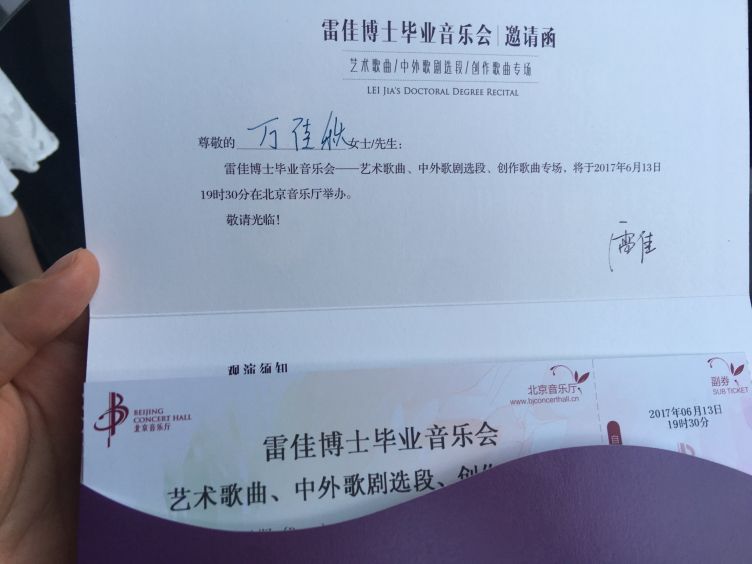 雷佳博士毕业音乐会|邀请函
艺术歌曲/中外歌剧选段/创作歌曲专场
LEI JIA'S DOCTORAL DEGREE RECITAL
尊敬的 万佳 女士/先生:
雷佳博士毕业音乐会——艺术歌曲、中外歌剧选段、创作歌曲专场，将于2017年6月13日
19时30分在北京音乐厅举办。
敬请光临!
雷佳
观演须知
BEIJING
CONCERT HALL
北京音乐厅
北京音乐厅
www.bjconcerthall.cn
雷佳博士毕业音乐会
艺术歌曲、中外歌剧选段、创
副券
SUB TICKET
2017年06月13日
19时30分